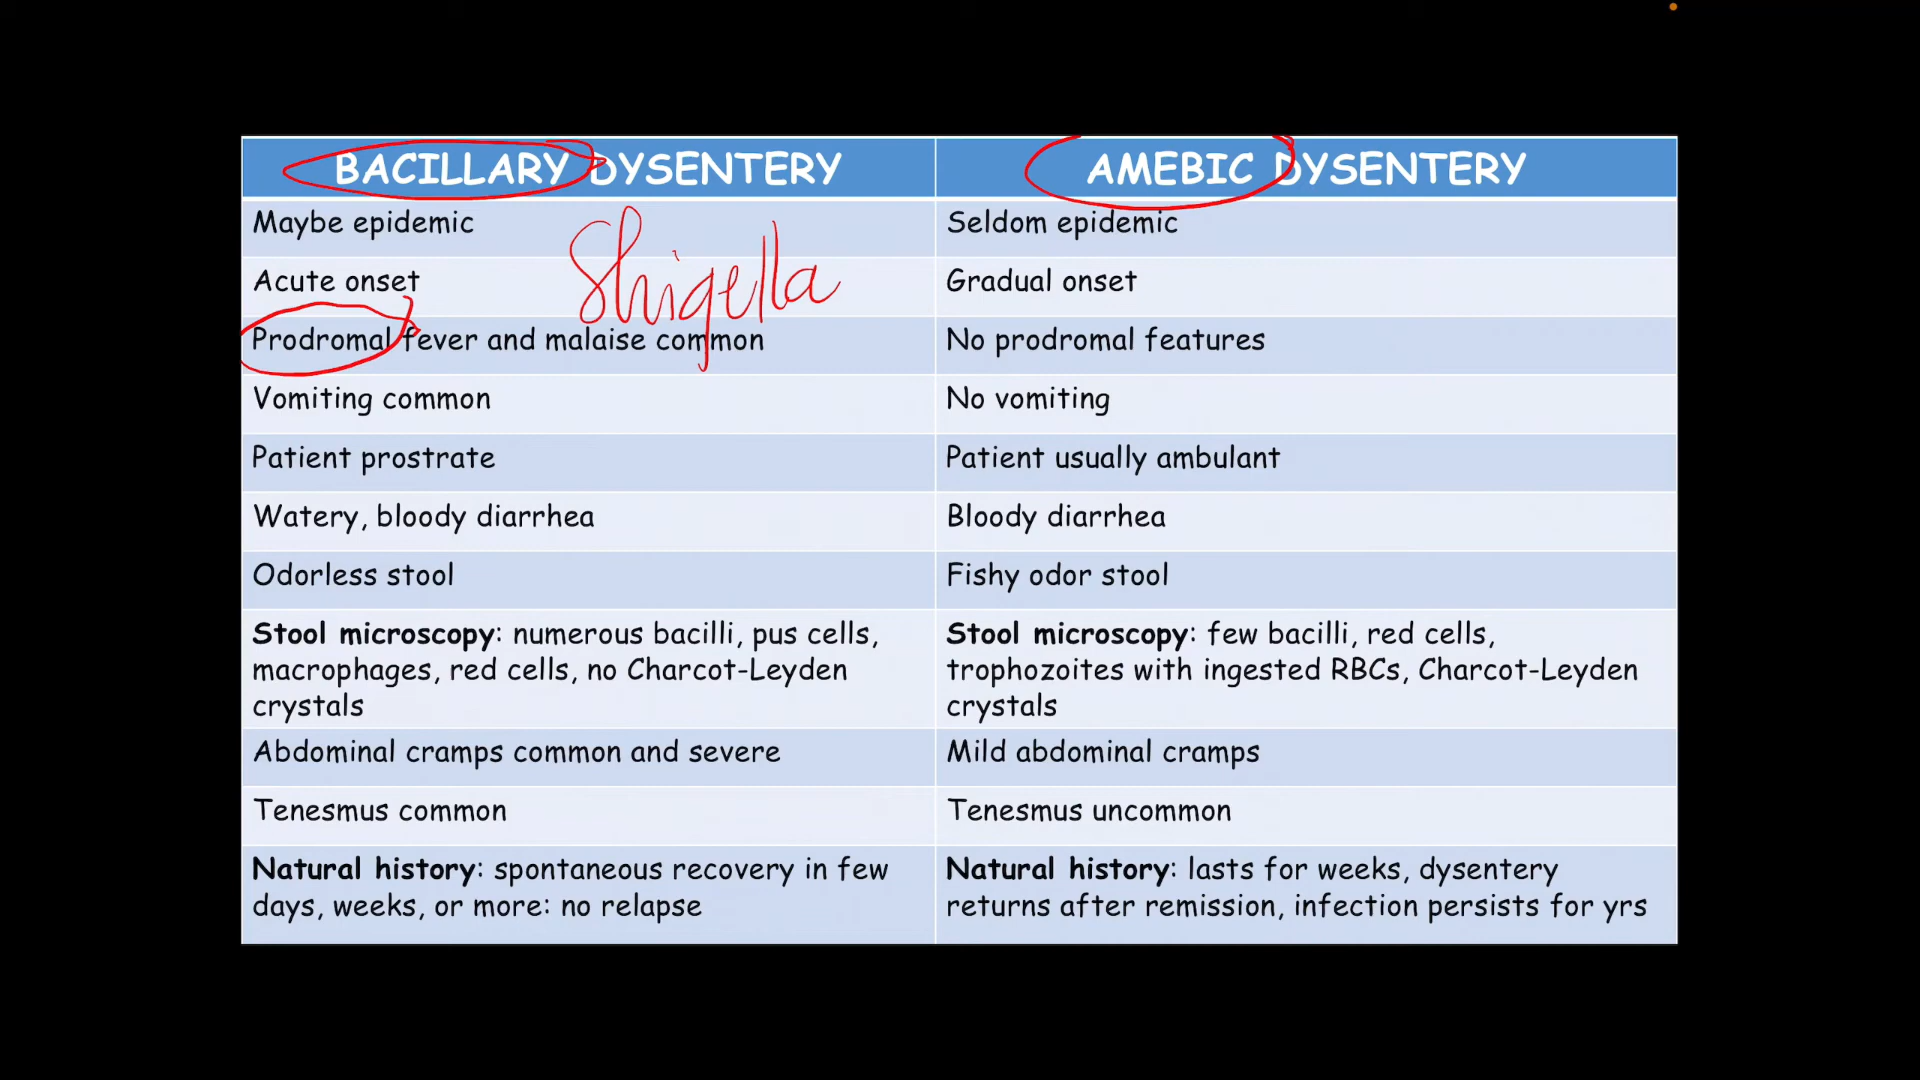 BACILLARY DYSENTERY
AMEBIC DYSENTERY
Maybe epidemic
Seldom epidemic
Shigella
Acute onset
Gradual onset
Prodromal fever and malaise common
No prodromal features
Vomiting common
No vomiting
Patient prostrate
Patient usually ambulant
Watery, bloody diarrhea
Bloody diarrhea
Odorless stool
Fishy odor stool
Stool microscopy: numerous bacilli, pus cells,
macrophages, red cells, no Charcot-Leyden
crystals
Stool microscopy: few bacilli, red cells,
trophozoites with ingested RBCs, Charcot-Leyden
crystals
Abdominal cramps common and severe
Mild abdominal cramps
Tenesmus common
Tenesmus uncommon
Natural history: spontaneous recovery in few
days, weeks, or more: no relapse
Natural history: lasts for weeks, dysentery
returns after remission, infection persists for yrs